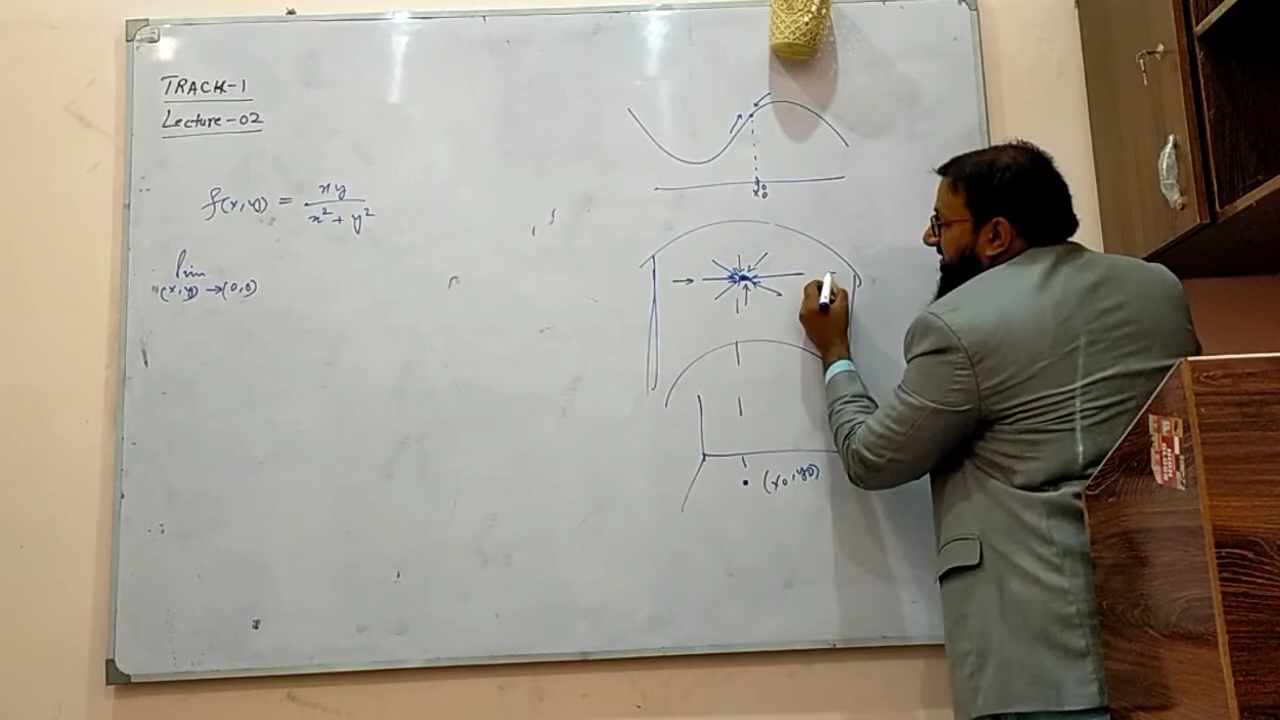 TRACK-1
Lecture-02
f(x,y) = xy / x² + y²
lim
(x,y) →(0,0)
x₀
(x₀,y₀)